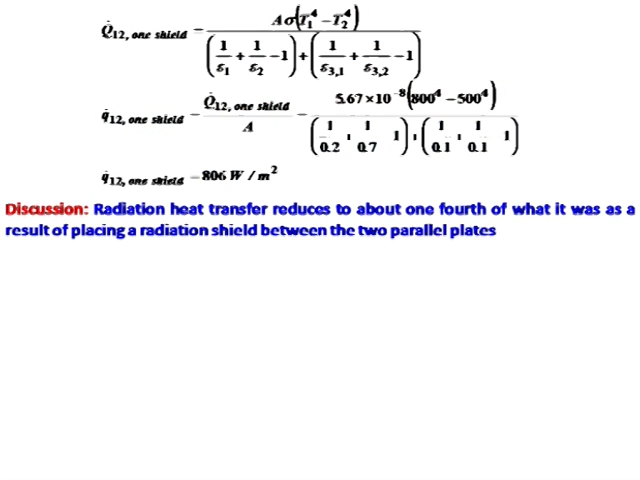 Q̇12, one shield = Aσ(T₁⁴ − T₂⁴) / ((1/ε₁ + 1/ε₂ − 1) + (1/ε3,1 + 1/ε3,2 − 1))
q̇12, one shield = Q̇12, one shield / A = 5.67×10⁻⁸(800⁴ − 500⁴) / ((1/0.2 + 1/0.7 − 1) + (1/0.1 + 1/0.1 − 1))
q̇12, one shield = 806 W / m²
Discussion: Radiation heat transfer reduces to about one fourth of what it was as a
result of placing a radiation shield between the two parallel plates